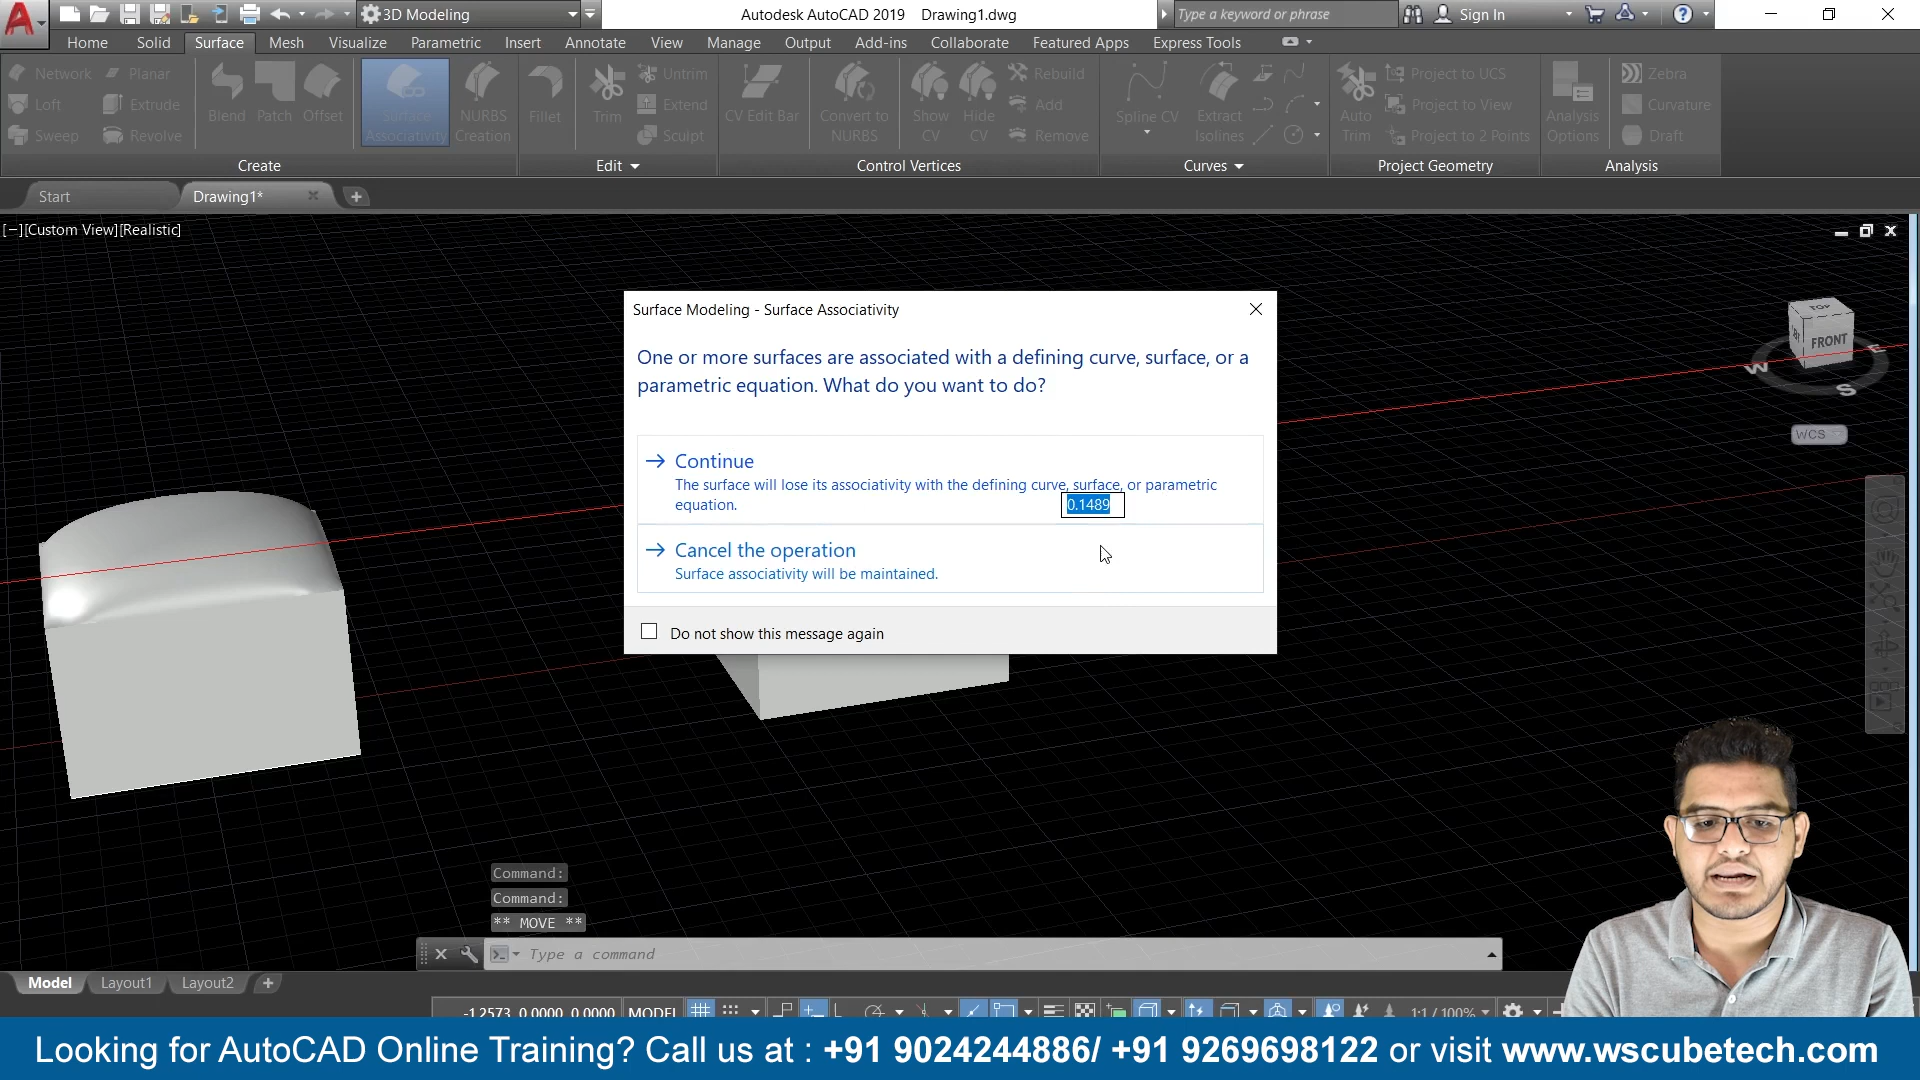 3D Modeling
Autodesk AutoCAD 2019 Drawing1.dwg
Type a keyword or phrase
Sign In
Home Solid Surface Mesh Visualize Parametric Insert Annotate View Manage Output Add-ins Collaborate Featured Apps Express Tools
Network Planar
Loft Extrude
Sweep Revolve
Blend Patch Offset
Surface Associativity
NURBS Creation
Fillet
Trim
Untrim
Extend
Sculpt
CV Edit Bar
Convert to NURBS
Show CV
Hide CV
Rebuild
Add
Remove
Spline CV
Extract Isolines
Auto Trim
Project to UCS
Project to View
Project to 2 Points
Analysis Options
Zebra
Curvature
Draft
Create Edit Control Vertices Curves Project Geometry Analysis
Start Drawing1*
[−][Custom View][Realistic]
TOP
FRONT
W
S
WCS
Surface Modeling - Surface Associativity
One or more surfaces are associated with a defining curve, surface, or a
parametric equation. What do you want to do?
Continue
The surface will lose its associativity with the defining curve, surface, or parametric
equation.
0.1489
Cancel the operation
Surface associativity will be maintained.
Do not show this message again
Command:
Command:
** MOVE **
Type a command
Model Layout1 Layout2
-1.2573, 0.0000, 0.0000 MODEL 1:1 / 100%
Looking for AutoCAD Online Training? Call us at : +91 9024244886/ +91 9269698122 or visit www.wscubetech.com